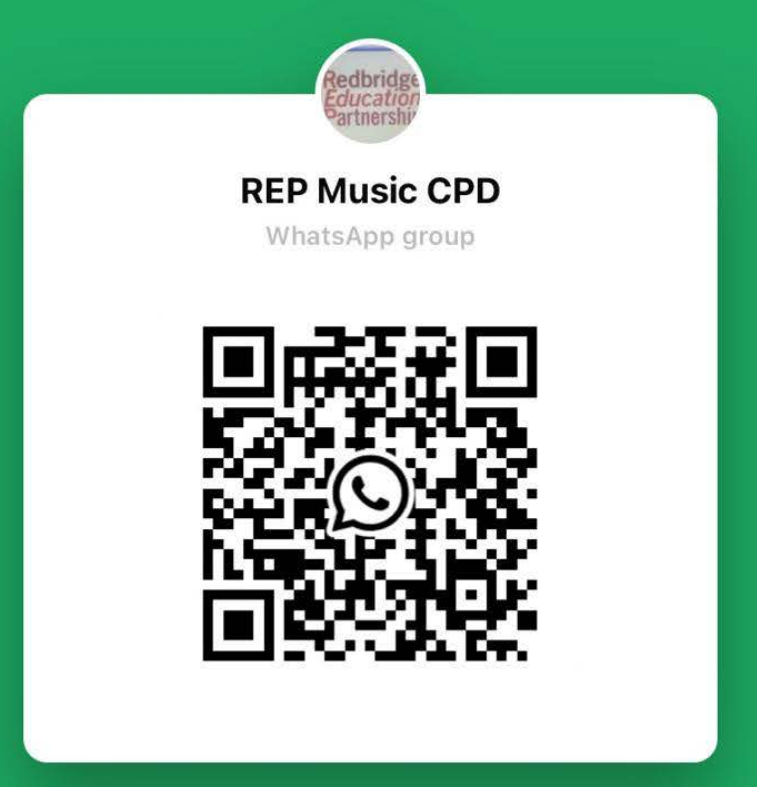 Redbridge
Education
Partnership
REP Music CPD
WhatsApp group